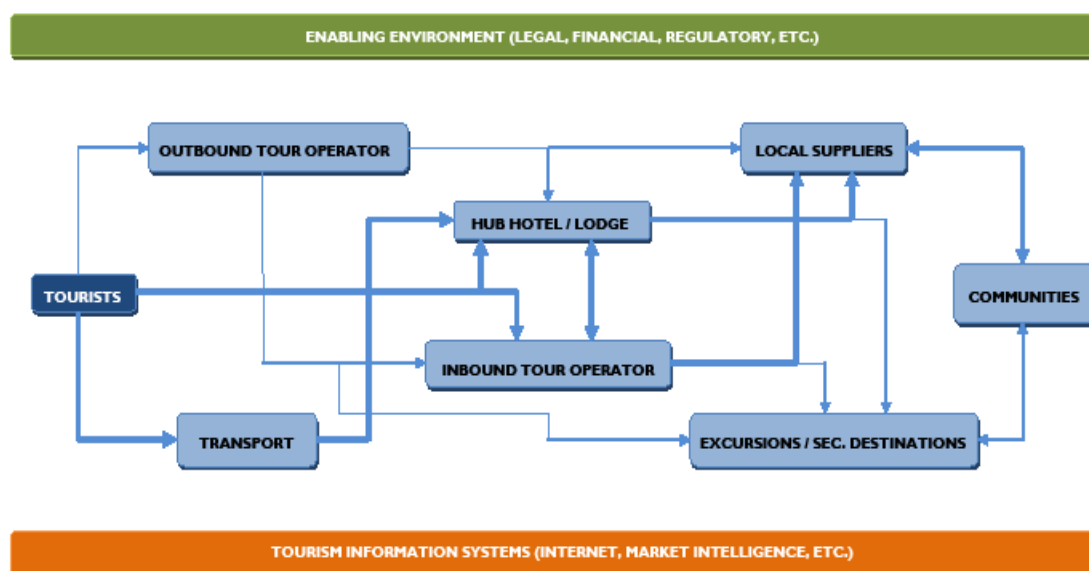 ENABLING ENVIRONMENT (LEGAL, FINANCIAL, REGULATORY, ETC.)
OUTBOUND TOUR OPERATOR
LOCAL SUPPLIERS
HUB HOTEL / LODGE
TOURISTS
COMMUNITIES
INBOUND TOUR OPERATOR
TRANSPORT
EXCURSIONS / SEC. DESTINATIONS
TOURISM INFORMATION SYSTEMS (INTERNET, MARKET INTELLIGENCE, ETC.)